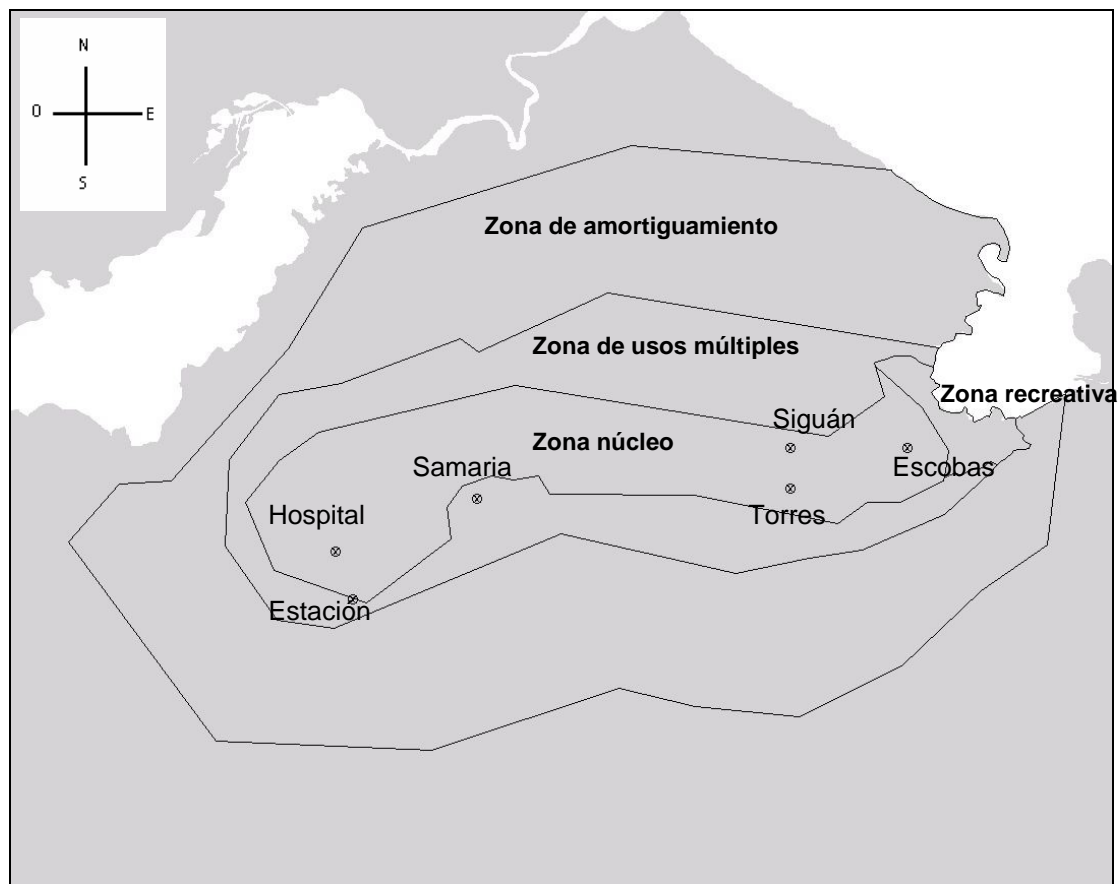 N
O E
S
Zona de amortiguamiento
Zona de usos múltiples
Zona recreativa
Siguán
Zona núcleo
Samaria
Escobas
Hospital
Torres
Estación